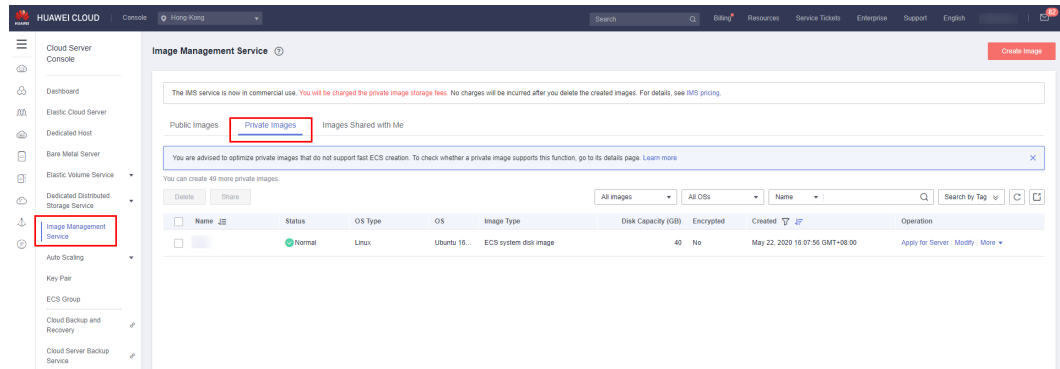 HUAWEI
HUAWEI CLOUD
Console
Hong-Kong
Search
Billing
Resources
Service Tickets
Enterprise
Support
English
82
Cloud Server
Console
Dashboard
Elastic Cloud Server
Dedicated Host
Bare Metal Server
Elastic Volume Service
Dedicated Distributed
Storage Service
Image Management
Service
Auto Scaling
Key Pair
ECS Group
Cloud Backup and
Recovery
Cloud Server Backup
Service
Image Management Service
Create Image
The IMS service is now in commercial use. You will be charged the private image storage fees. No charges will be incurred after you delete the created images. For details, see IMS pricing.
Public Images
Private Images
Images Shared with Me
You are advised to optimize private images that do not support fast ECS creation. To check whether a private image supports this function, go to its details page. Learn more
You can create 49 more private images.
Delete
Share
All images
All OSs
Name
Search by Tag
Name
Status
OS Type
OS
Image Type
Disk Capacity (GB)
Encrypted
Created
Operation
Normal
Linux
Ubuntu 16...
ECS system disk image
40
No
May 22, 2020 16:07:56 GMT+08:00
Apply for Server
Modify
More